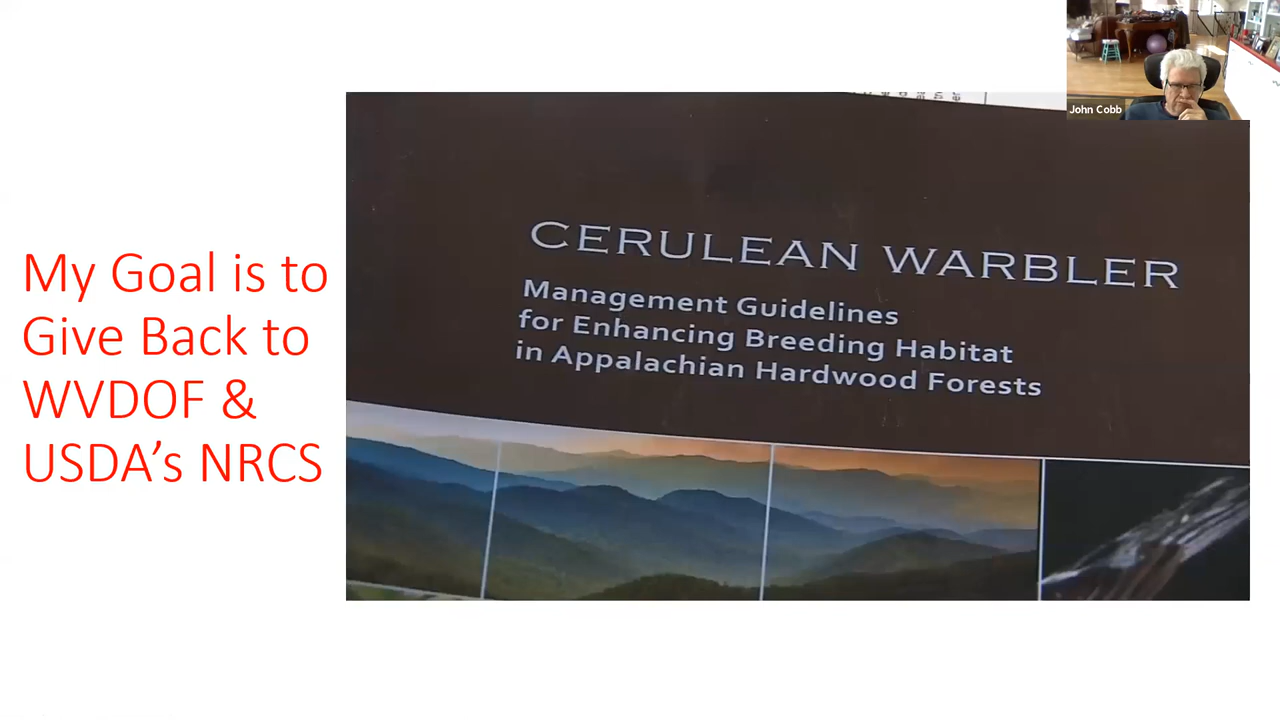 My Goal is to
Give Back to
WVDOF &
USDA’s NRCS
CERULEAN WARBLER
Management Guidelines
for Enhancing Breeding Habitat
in Appalachian Hardwood Forests
John Cobb